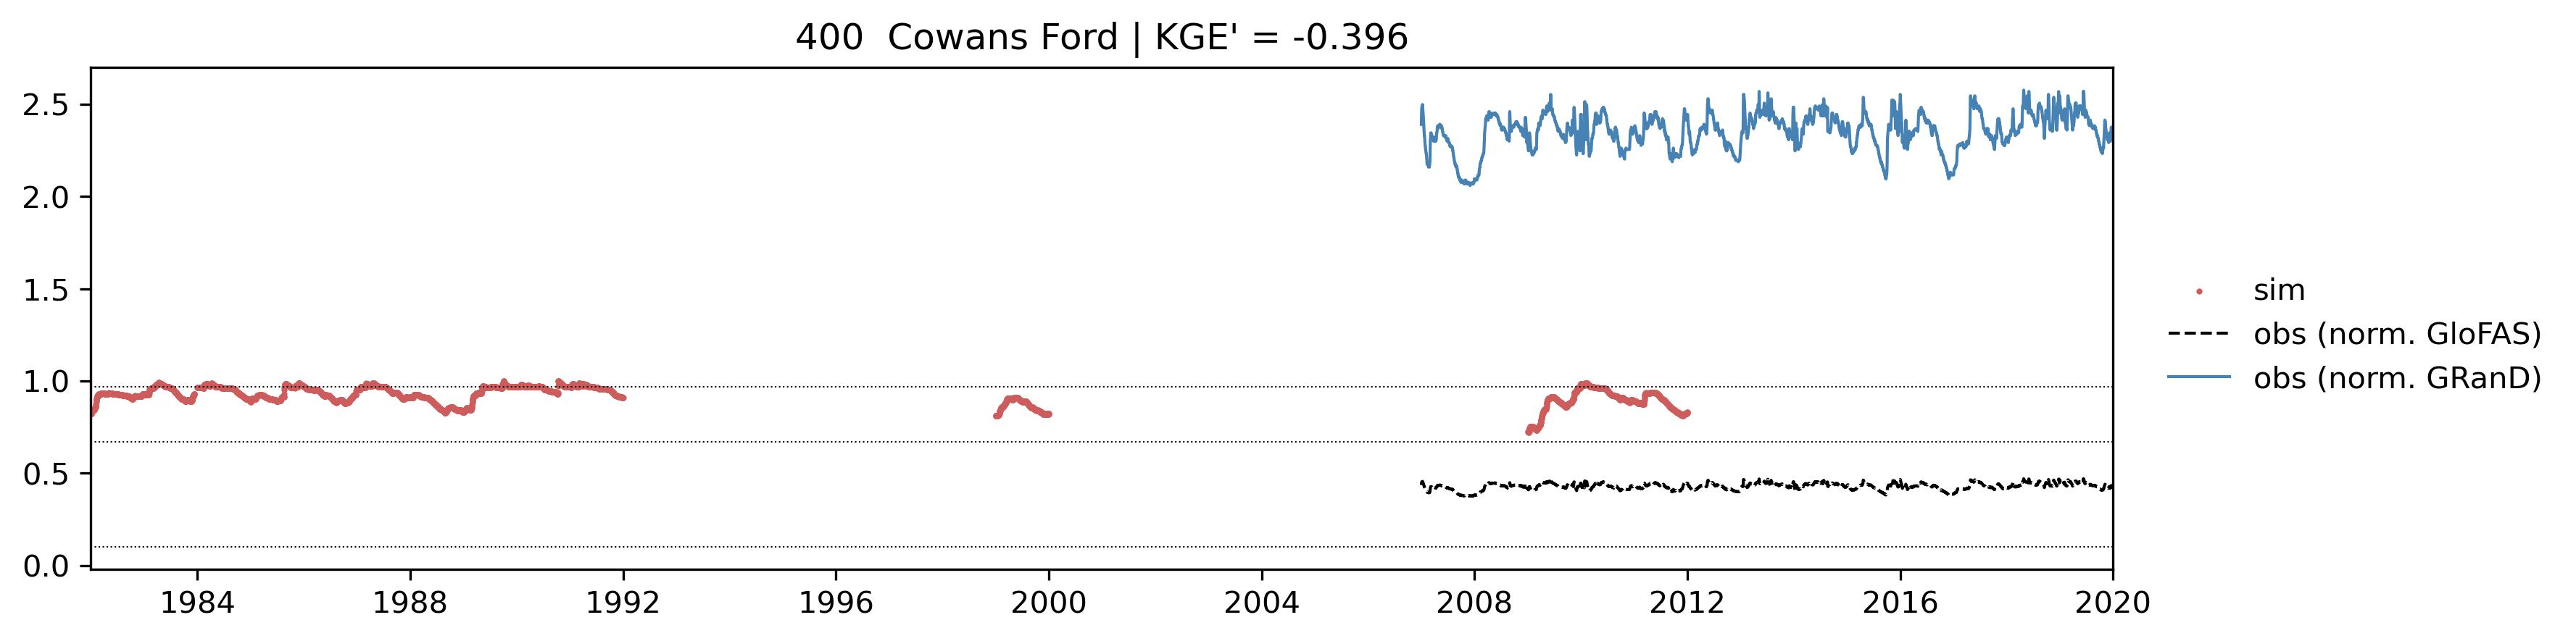 400  Cowans Ford | KGE' = -0.396
2.5
2.0
1.5
1.0
0.5
0.0
1984 1988 1992 1996 2000 2004 2008 2012 2016 2020
sim
obs (norm. GloFAS)
obs (norm. GRanD)